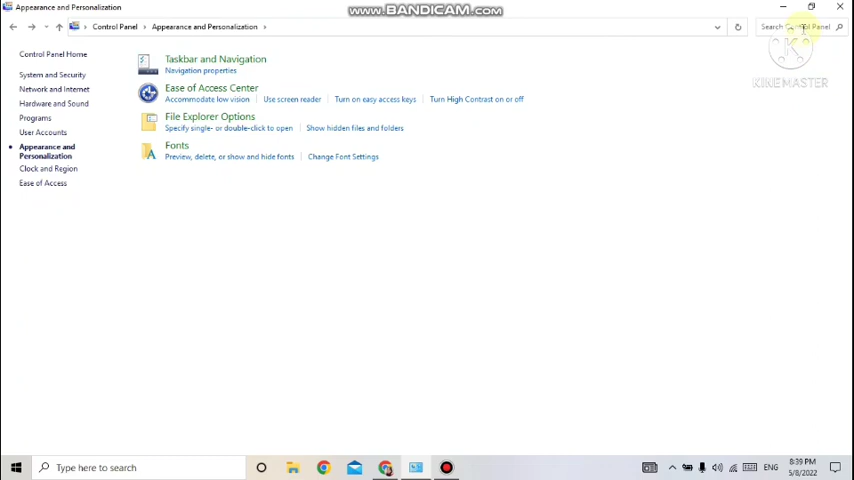 Appearance and Personalization
www.BANDICAM.com
Control Panel > Appearance and Personalization >
Search Control Panel
KINEMASTER
Control Panel Home
System and Security
Network and Internet
Hardware and Sound
Programs
User Accounts
Appearance and
Personalization
Clock and Region
Ease of Access
Taskbar and Navigation
Navigation properties
Ease of Access Center
Accommodate low vision | Use screen reader | Turn on easy access keys | Turn High Contrast on or off
File Explorer Options
Specify single- or double-click to open | Show hidden files and folders
Fonts
Preview, delete, or show and hide fonts | Change Font Settings
Type here to search
ENG
8:39 PM
5/8/2022